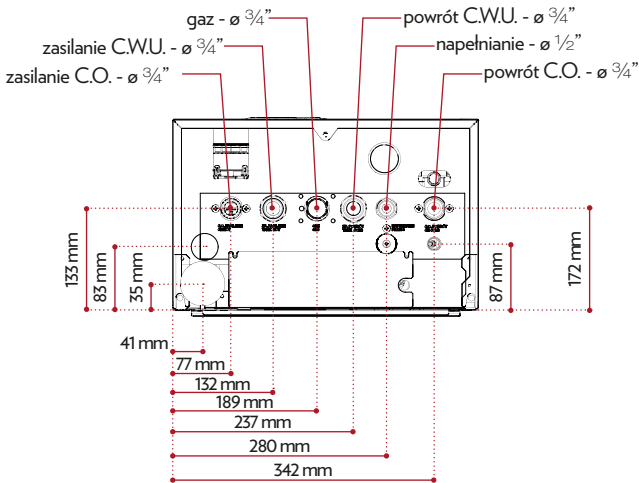 gaz - ø ¾”
powrót C.W.U. - ø ¾”
zasilanie C.W.U. - ø ¾”
napełnianie - ø ½”
zasilanie C.O. - ø ¾”
powrót C.O. - ø ¾”
133 mm
83 mm
35 mm
172 mm
87 mm
41 mm
77 mm
132 mm
189 mm
237 mm
280 mm
342 mm